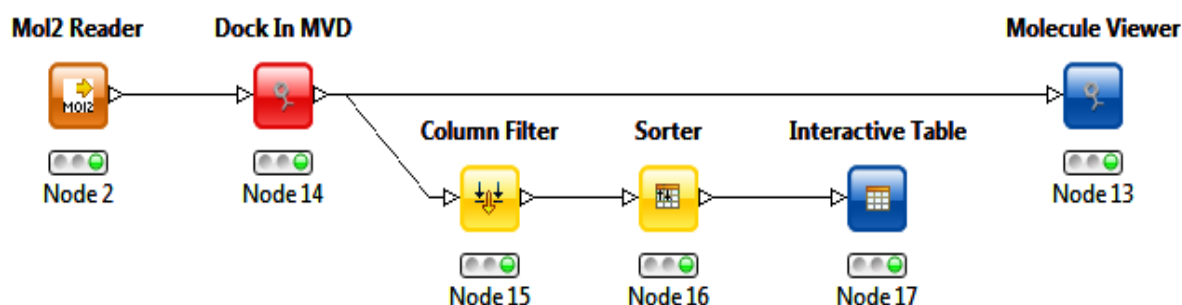 Mol2 Reader
Dock In MVD
Molecule Viewer
MOl2
Node 2
Node 14
Node 13
Column Filter
Sorter
Interactive Table
Node 15
Node 16
Node 17